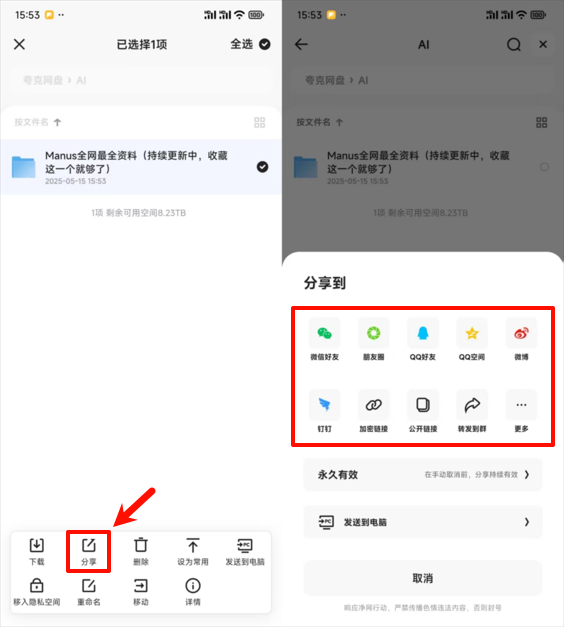 15:53
100
已选择1项
全选
夸克网盘 › AI
按文件名
Manus全网最全资料（持续更新中，收藏
这一个就够了）
2025-05-15 15:53
1项 剩余可用空间8.23TB
下载
分享
删除
设为常用
发送到电脑
移入隐私空间
重命名
移动
详情
15:53
100
AI
夸克网盘 › AI
按文件名
Manus全网最全资料（持续更新中，收藏
这一个就够了）
2025-05-15 15:53
1项 剩余可用空间8.23TB
分享到
微信好友
朋友圈
QQ好友
QQ空间
微博
钉钉
加密链接
公开链接
转发到群
更多
永久有效
在手动取消前，分享持续有效
发送到电脑
取消
响应净网行动，严禁传播色情违法内容，否则封号